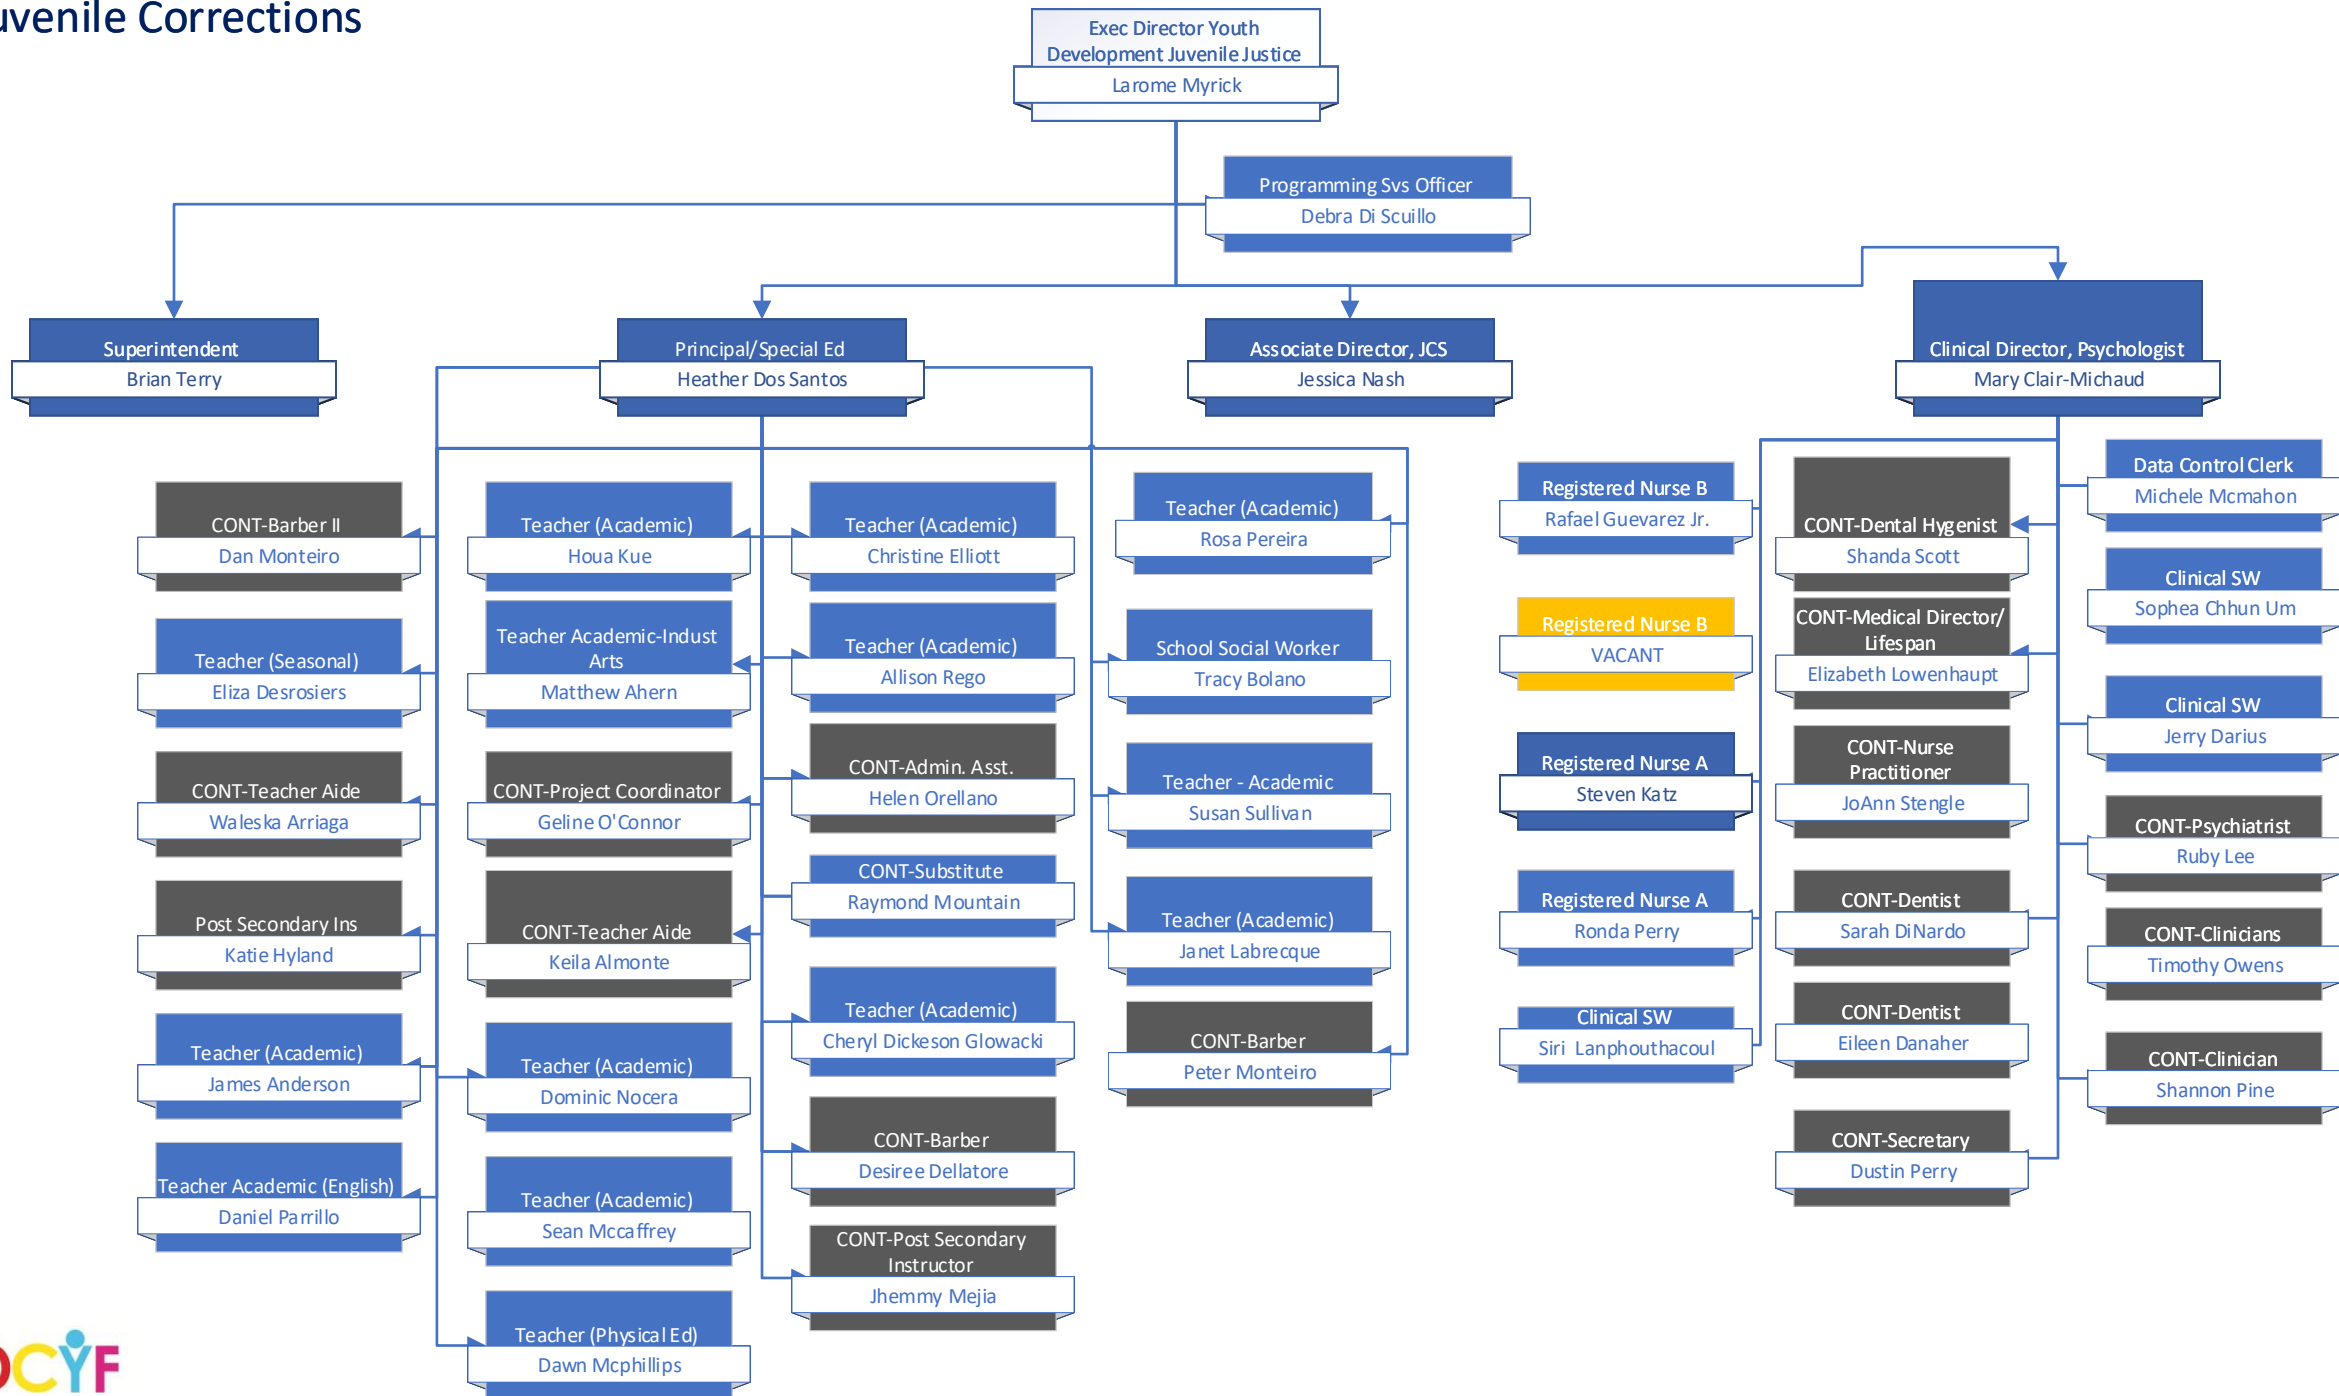 uvenile Corrections
Exec Director Youth
Development Juvenile Justice
Larome Myrick
Programming Svs Officer
Debra Di Scuillo
Superintendent
Brian Terry
Principal/Special Ed
Heather Dos Santos
Associate Director, JCS
Jessica Nash
Clinical Director, Psychologist
Mary Clair-Michaud
CONT-Barber II
Dan Monteiro
Teacher (Seasonal)
Eliza Desrosiers
CONT-Teacher Aide
Waleska Arriaga
Post Secondary Ins
Katie Hyland
Teacher (Academic)
James Anderson
Teacher Academic (English)
Daniel Parrillo
Teacher (Academic)
Houa Kue
Teacher Academic-Indust
Arts
Matthew Ahern
CONT-Project Coordinator
Geline O'Connor
CONT-Teacher Aide
Keila Almonte
Teacher (Academic)
Dominic Nocera
Teacher (Academic)
Sean Mccaffrey
Teacher (Physical Ed)
Dawn Mcphillips
Teacher (Academic)
Christine Elliott
Teacher (Academic)
Allison Rego
CONT-Admin. Asst.
Helen Orellano
CONT-Substitute
Raymond Mountain
Teacher (Academic)
Cheryl Dickeson Glowacki
CONT-Barber
Desiree Dellatore
CONT-Post Secondary
Instructor
Jhemmy Mejia
Teacher (Academic)
Rosa Pereira
School Social Worker
Tracy Bolano
Teacher - Academic
Susan Sullivan
Teacher (Academic)
Janet Labrecque
CONT-Barber
Peter Monteiro
Registered Nurse B
Rafael Guevarez Jr.
Registered Nurse B
VACANT
Registered Nurse A
Steven Katz
Registered Nurse A
Ronda Perry
Clinical SW
Siri Lanphouthacoul
CONT-Dental Hygenist
Shanda Scott
CONT-Medical Director/
Lifespan
Elizabeth Lowenhaupt
CONT-Nurse
Practitioner
JoAnn Stengle
CONT-Dentist
Sarah DiNardo
CONT-Dentist
Eileen Danaher
CONT-Secretary
Dustin Perry
Data Control Clerk
Michele Mcmahon
Clinical SW
Sophea Chhun Um
Clinical SW
Jerry Darius
CONT-Psychiatrist
Ruby Lee
CONT-Clinicians
Timothy Owens
CONT-Clinician
Shannon Pine
DCYF